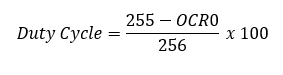 Duty Cycle = (255 − OCR0) / 256 x 100